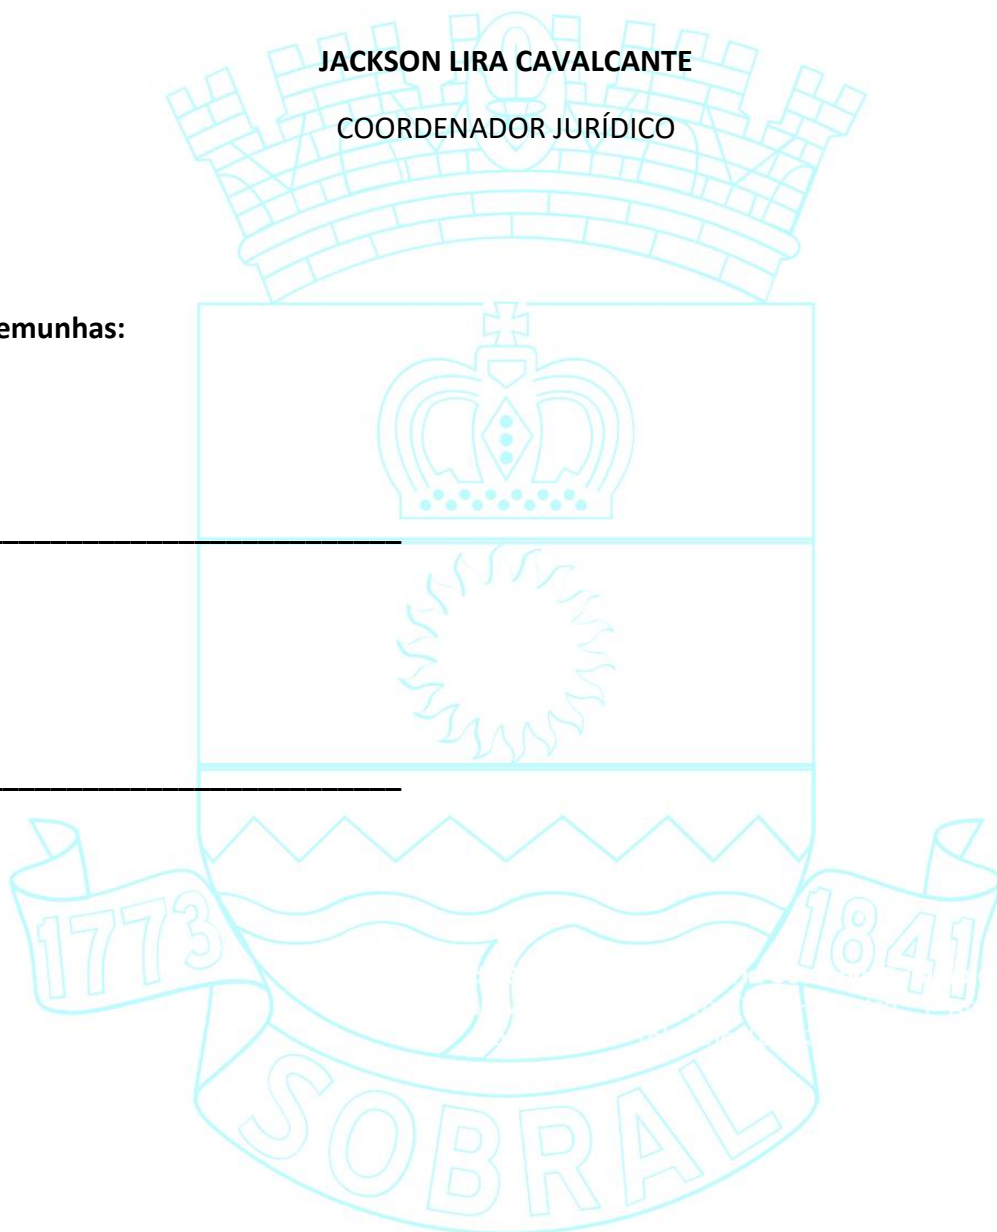 JACKSON LIRA CAVALCANTE
COORDENADOR JURÍDICO
emunhas:
1773
1841
SOBRAL